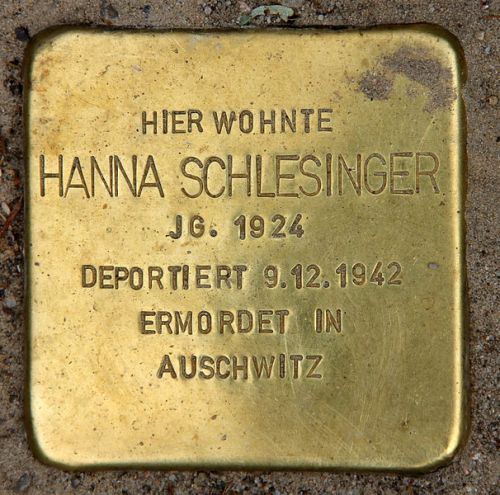 HIER WOHNTE
HANNA SCHLESINGER
JG. 1924
DEPORTIERT 9.12.1942
ERMORDET IN
AUSCHWITZ